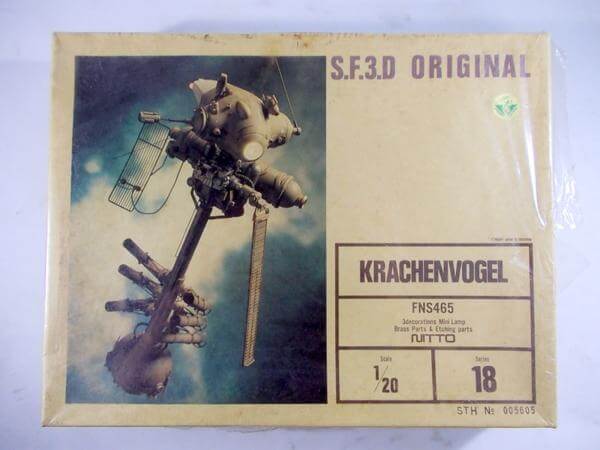 S.F.3.D ORIGINAL
KRACHENVOGEL
FNS465
3decorations Mini Lamp
Brass Parts & Etching parts
NITTO
Scale
1/20
Series
18
STH № 005605